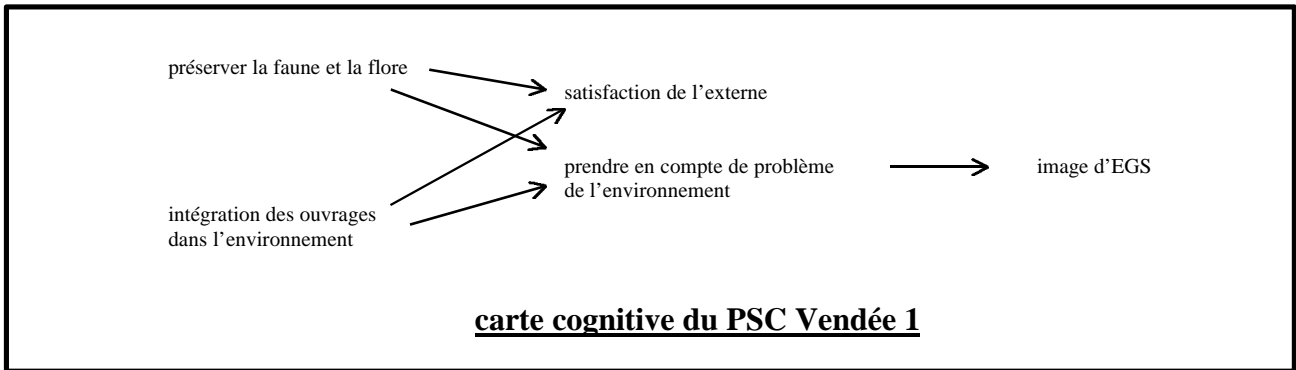 préserver la faune et la flore
satisfaction de l’externe
prendre en compte de problème
de l’environnement
image d’EGS
intégration des ouvrages
dans l’environnement
carte cognitive du PSC Vendée 1